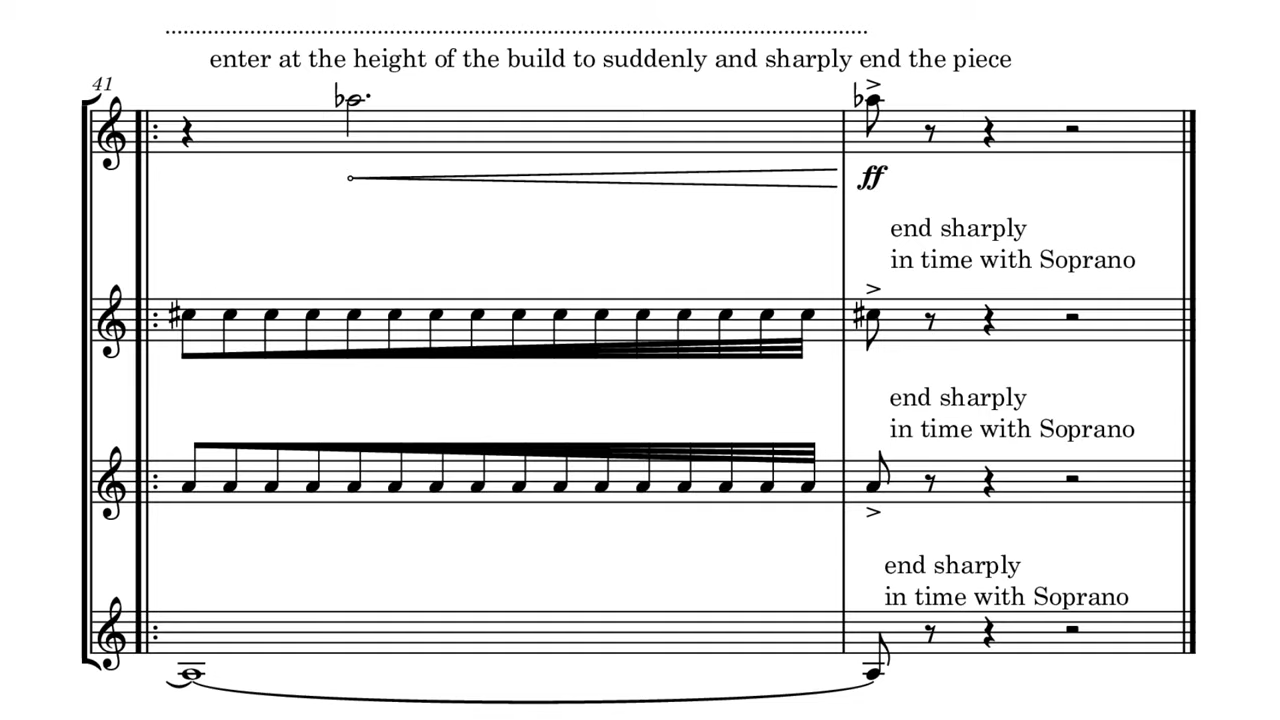 enter at the height of the build to suddenly and sharply end the piece
41
ff
end sharply
in time with Soprano
end sharply
in time with Soprano
end sharply
in time with Soprano